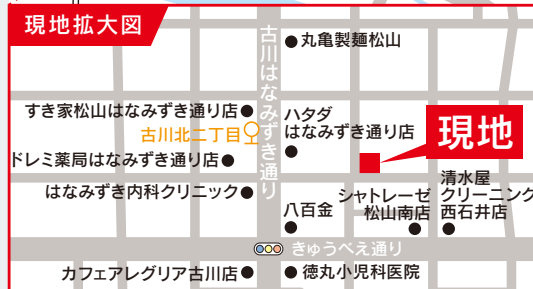 現地拡大図
丸亀製麺松山
古川はなみずき通り
すき家松山はなみずき通り店
古川北二丁目
ハタダ
はなみずき通り店
現地
ドレミ薬局はなみずき通り店
はなみずき内科クリニック
シャトレーゼ
松山南店
清水屋
クリーニング
西石井店
八百金
きゅうべえ通り
カフェアレグリア古川店
徳丸小児科医院